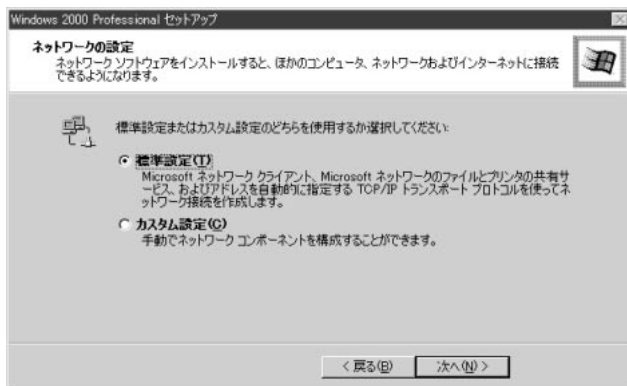 Windows 2000 Professional セットアップ
ネットワークの設定
ネットワーク ソフトウェアをインストールすると、ほかのコンピュータ、ネットワークおよびインターネットに接続
できるようになります。
標準設定またはカスタム設定のどちらを使用するか選択してください:
標準設定(T)
Microsoft ネットワーク クライアント、Microsoft ネットワークのファイルとプリンタの共有サ
ービス、およびアドレスを自動的に指定する TCP/IP トランスポート プロトコルを使ってネ
ットワーク接続を作成します。
カスタム設定(C)
手動でネットワーク コンポーネントを構成することができます。
< 戻る(B)
次へ(N) >